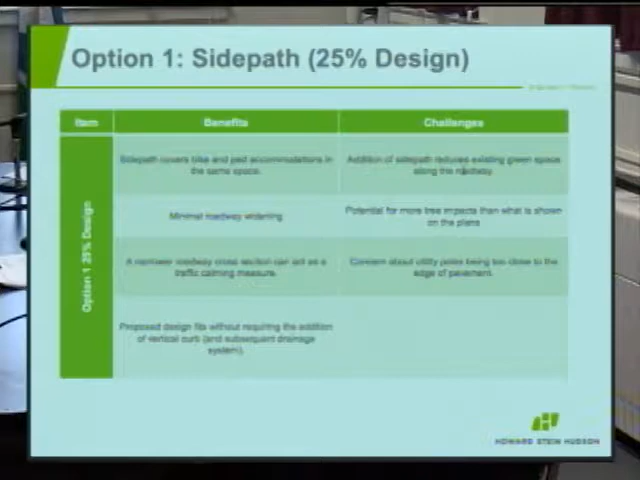 Option 1: Sidepath (25% Design)
Item
Benefits
Challenges
Option 1 25% Design
Sidepath covers bike and ped accommodations in
the same space.
Addition of sidepath reduces existing green space
along the roadway.
Minimal roadway widening
Potential for more tree impacts than what is shown
on the plans
A narrower roadway cross section can act as a
traffic calming measure.
Concern about utility poles being too close to the
edge of pavement.
Proposed design fits without requiring the addition
of vertical curb (and subsequent drainage
system).
HOWARD STEIN HUDSON